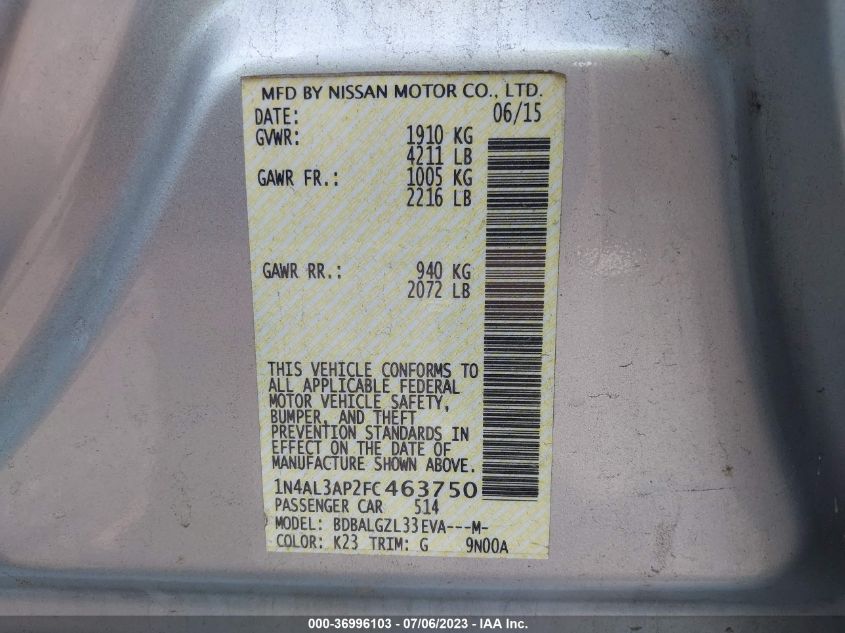 MFD BY NISSAN MOTOR CO., LTD.
DATE: 06/15
GVWR: 1910 KG
4211 LB
GAWR FR.: 1005 KG
2216 LB
GAWR RR.: 940 KG
2072 LB
THIS VEHICLE CONFORMS TO
ALL APPLICABLE FEDERAL
MOTOR VEHICLE SAFETY,
BUMPER, AND THEFT
PREVENTION STANDARDS IN
EFFECT ON THE DATE OF
MANUFACTURE SHOWN ABOVE.
1N4AL3AP2FC463750
PASSENGER CAR 514
MODEL: BDBALGZL33EVA---M-
COLOR: K23 TRIM: G 9N00A
000-36996103 - 07/06/2023 - IAA Inc.